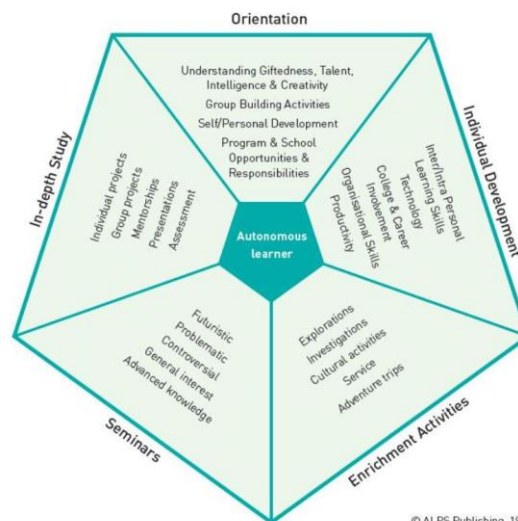 Orientation
Understanding Giftedness, Talent,
Intelligence & Creativity
Group Building Activities
Self/Personal Development
Program & School
Opportunities &
Responsibilities
Individual Development
Inter/Intra Personal
Learning Skills
Technology
College & Career
Involvement
Organisational Skills
Productivity
Enrichment Activities
Explorations
Investigations
Cultural activities
Service
Adventure trips
Seminars
Futuristic
Problematic
Controversial
General interest
Advanced knowledge
In-depth Study
Individual projects
Group projects
Mentorships
Presentations
Assessment
Autonomous
learner
© ALPS Publishing,